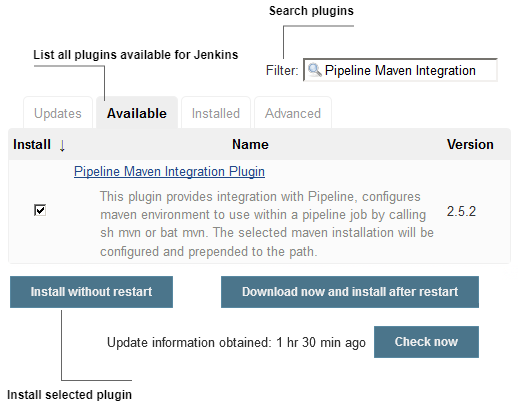 Search plugins
List all plugins available for Jenkins
Filter: Pipeline Maven Integration
Updates Available Installed Advanced
Install ↓ Name Version
Pipeline Maven Integration Plugin
This plugin provides integration with Pipeline, configures
maven environment to use within a pipeline job by calling
sh mvn or bat mvn. The selected maven installation will be
configured and prepended to the path.
2.5.2
Install without restart Download now and install after restart
Update information obtained: 1 hr 30 min ago Check now
Install selected plugin